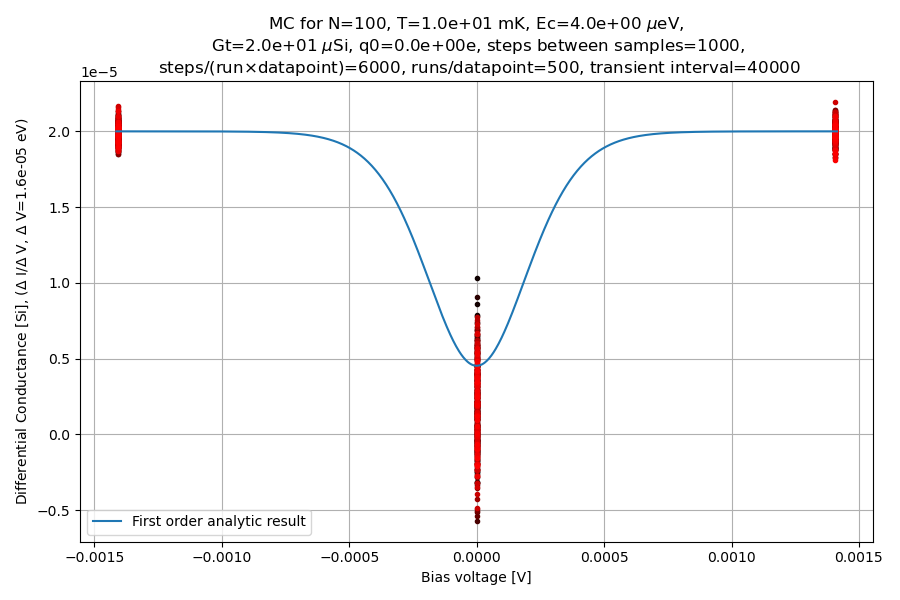 MC for N=100, T=1.0e+01 mK, Ec=4.0e+00 μeV,
Gt=2.0e+01 μSi, q0=0.0e+00e, steps between samples=1000,
steps/(run×datapoint)=6000, runs/datapoint=500, transient interval=40000
1e−5
2.0
1.5
1.0
0.5
0.0
−0.5
Differential Conductance [Si], (Δ I/Δ V, Δ V=1.6e-05 eV)
First order analytic result
−0.0015
−0.0010
−0.0005
0.0000
0.0005
0.0010
0.0015
Bias voltage [V]